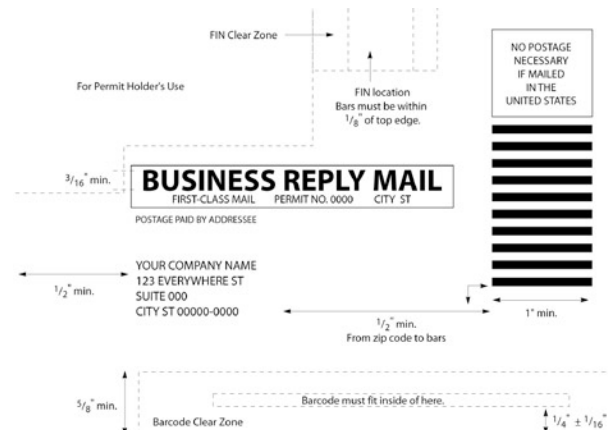 FIN Clear Zone
For Permit Holder's Use
FIN location
Bars must be within
1/8" of top edge.
NO POSTAGE
NECESSARY
IF MAILED
IN THE
UNITED STATES
3/16" min.
BUSINESS REPLY MAIL
FIRST-CLASS MAIL PERMIT NO. 0000 CITY ST
POSTAGE PAID BY ADDRESSEE
YOUR COMPANY NAME
123 EVERYWHERE ST
SUITE 000
CITY ST 00000-0000
1/2" min.
1/2" min.
From zip code to bars
1" min.
5/8" min.
Barcode must fit inside of here.
Barcode Clear Zone
1/4" ± 1/16"